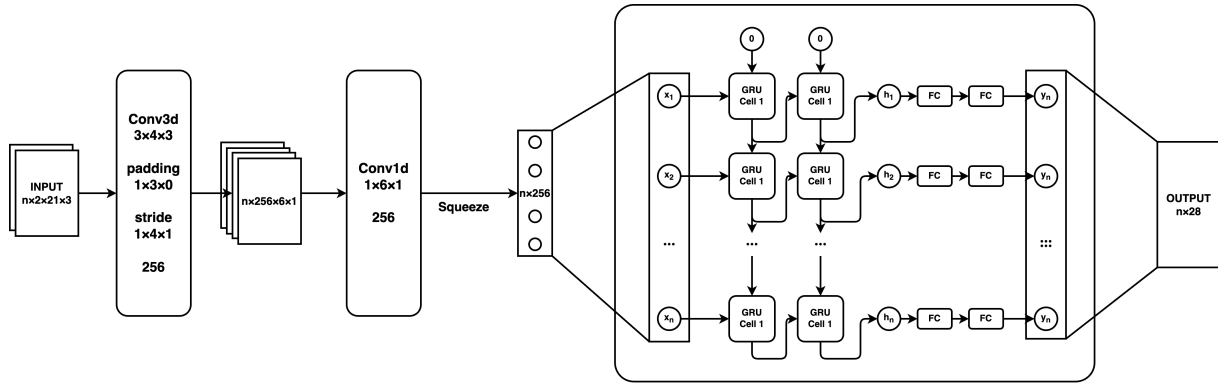 INPUT
n×2×21×3
Conv3d
3×4×3
padding
1×3×0
stride
1×4×1
256
n×256×6×1
Conv1d
1×6×1
256
Squeeze
n×256
0
0
x₁
GRU
Cell 1
GRU
Cell 1
h₁
FC
FC
yₙ
x₂
GRU
Cell 1
GRU
Cell 1
h₂
FC
FC
yₙ
...
...
...
:::
xₙ
GRU
Cell 1
GRU
Cell 1
hₙ
FC
FC
yₙ
OUTPUT
n×28